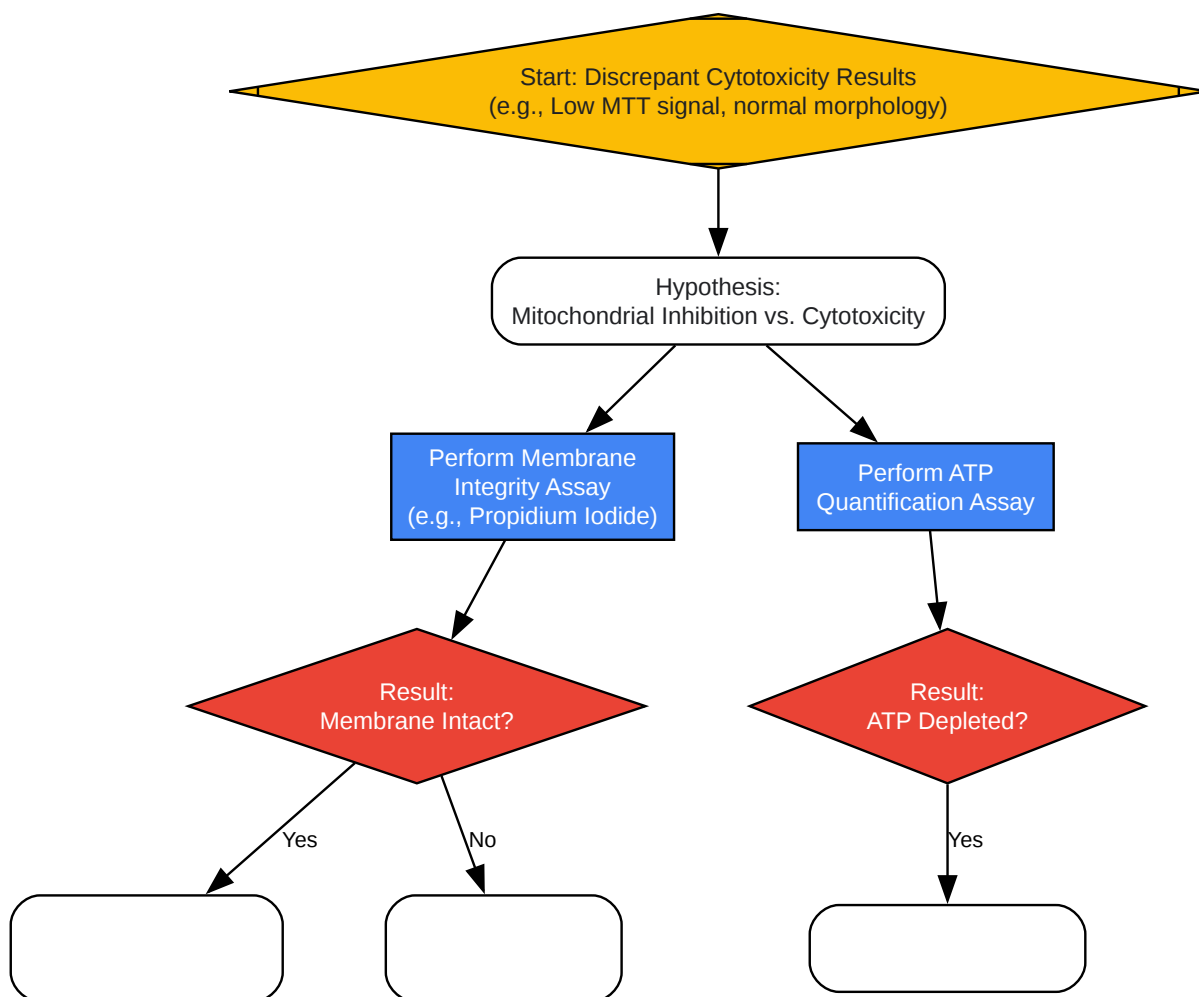 Start: Discrepant Cytotoxicity Results
(e.g., Low MTT signal, normal morphology)
Hypothesis:
Mitochondrial Inhibition vs. Cytotoxicity
Perform Membrane
Integrity Assay
(e.g., Propidium Iodide)
Perform ATP
Quantification Assay
Result:
Membrane Intact?
Result:
ATP Depleted?
Yes
No
Yes